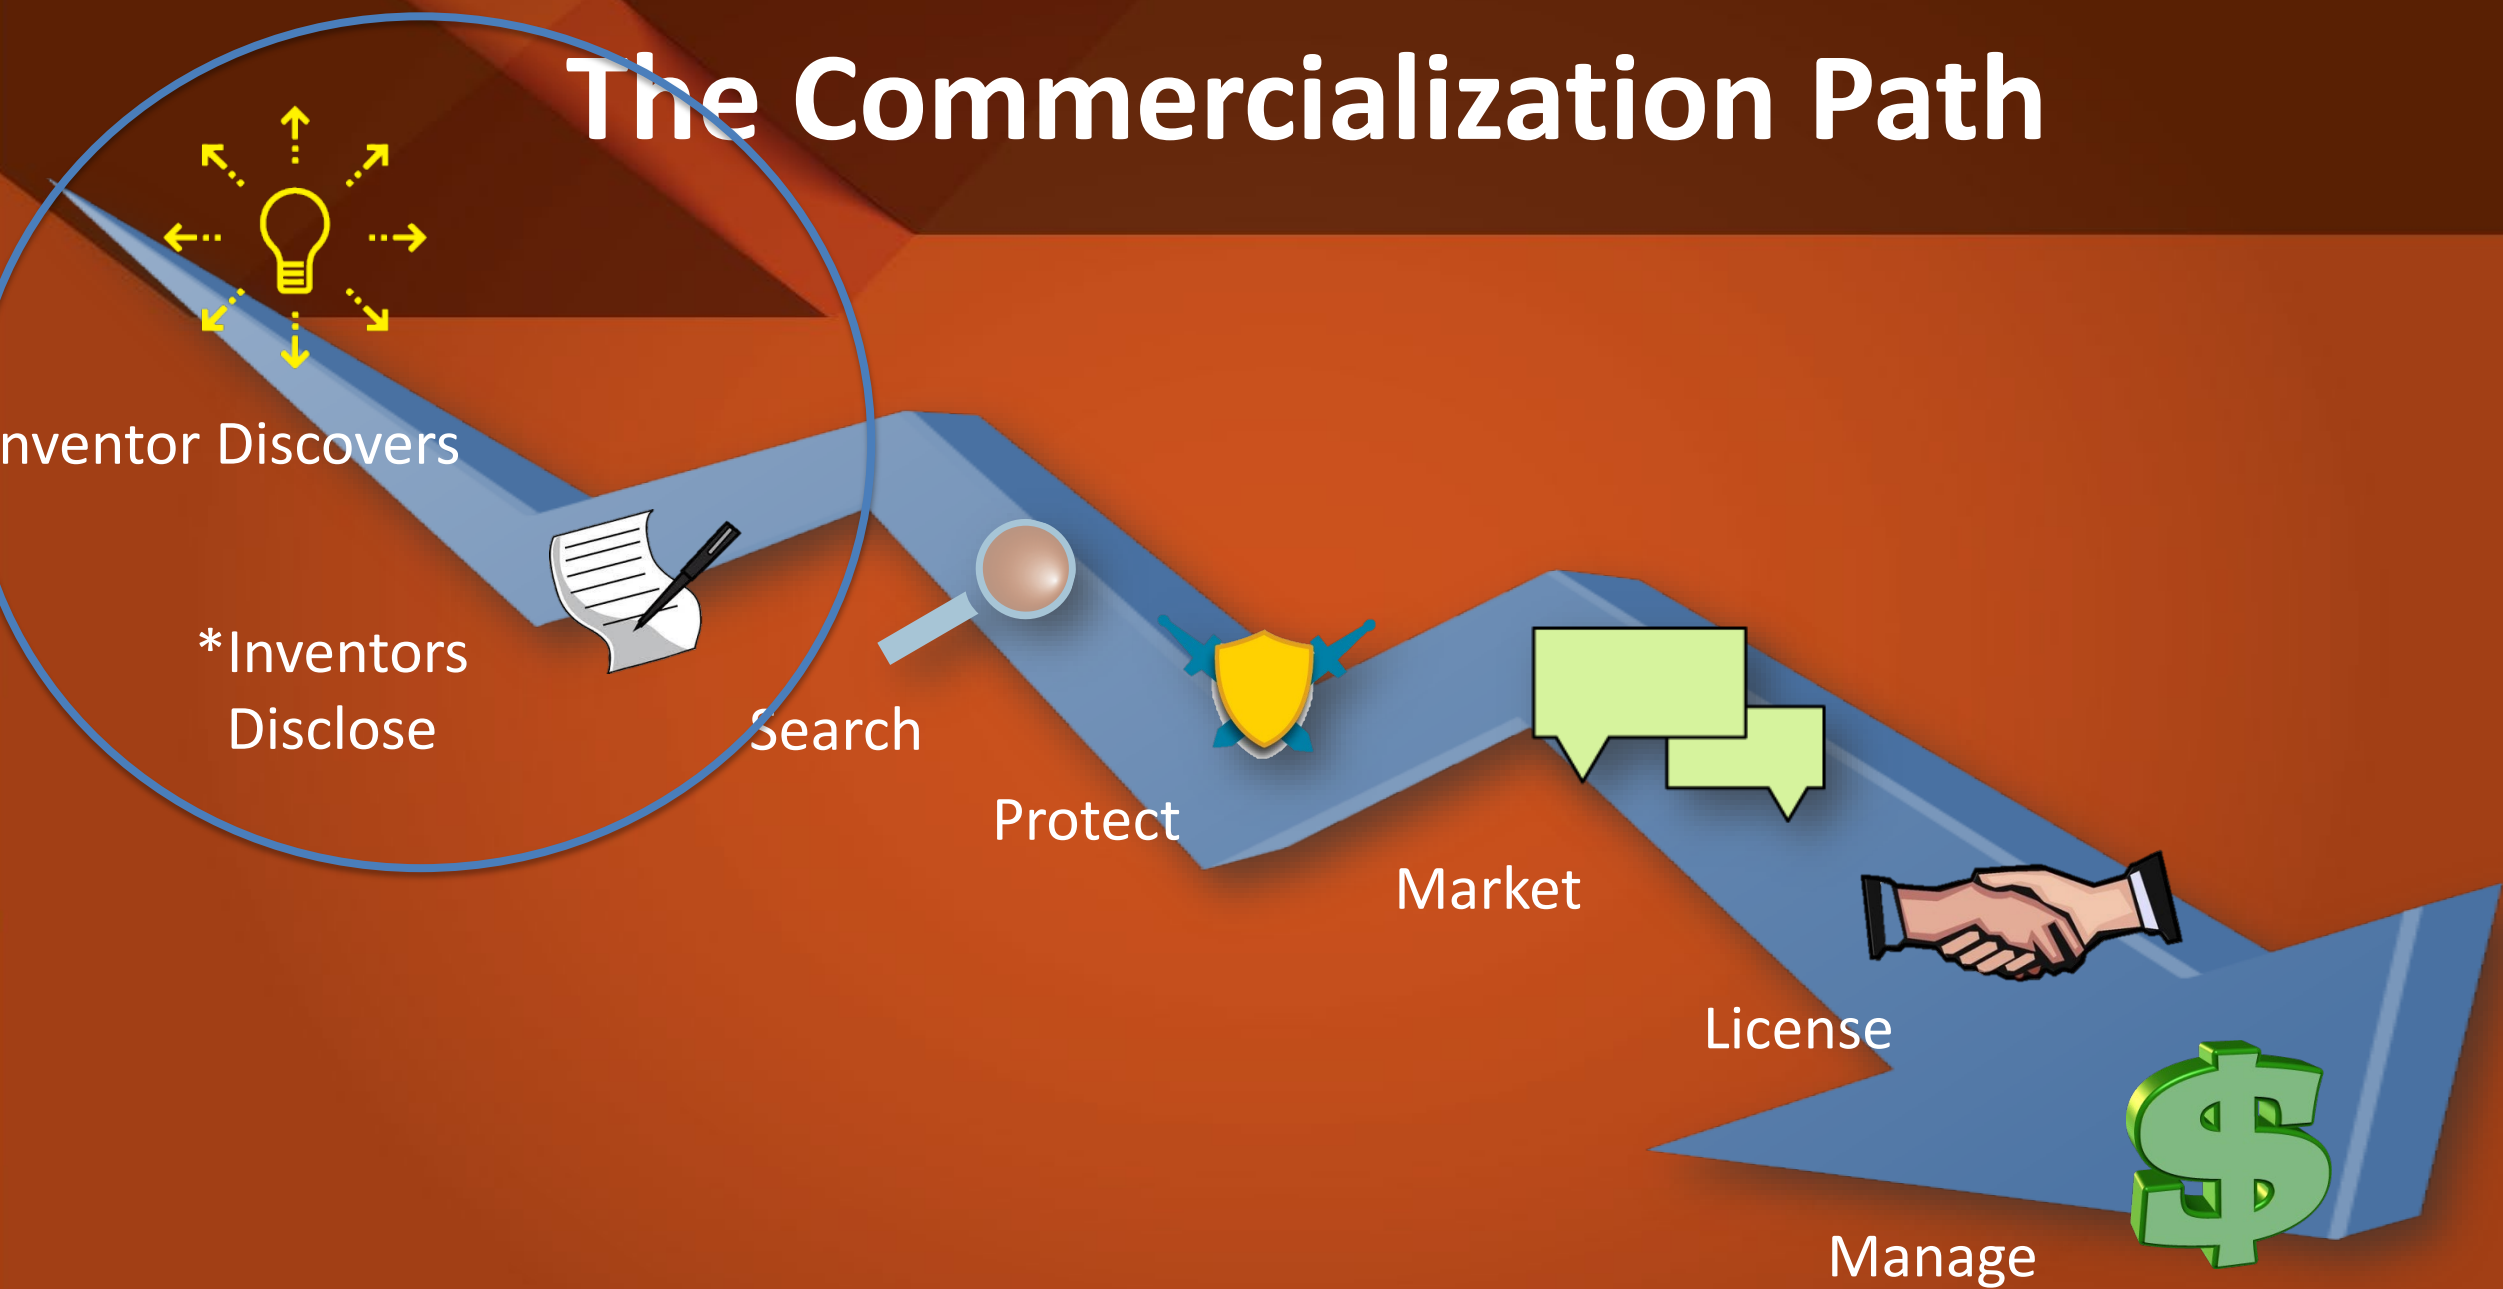 The Commercialization Path
nventor Discovers
*Inventors
Disclose
Search
Protect
Market
License
Manage